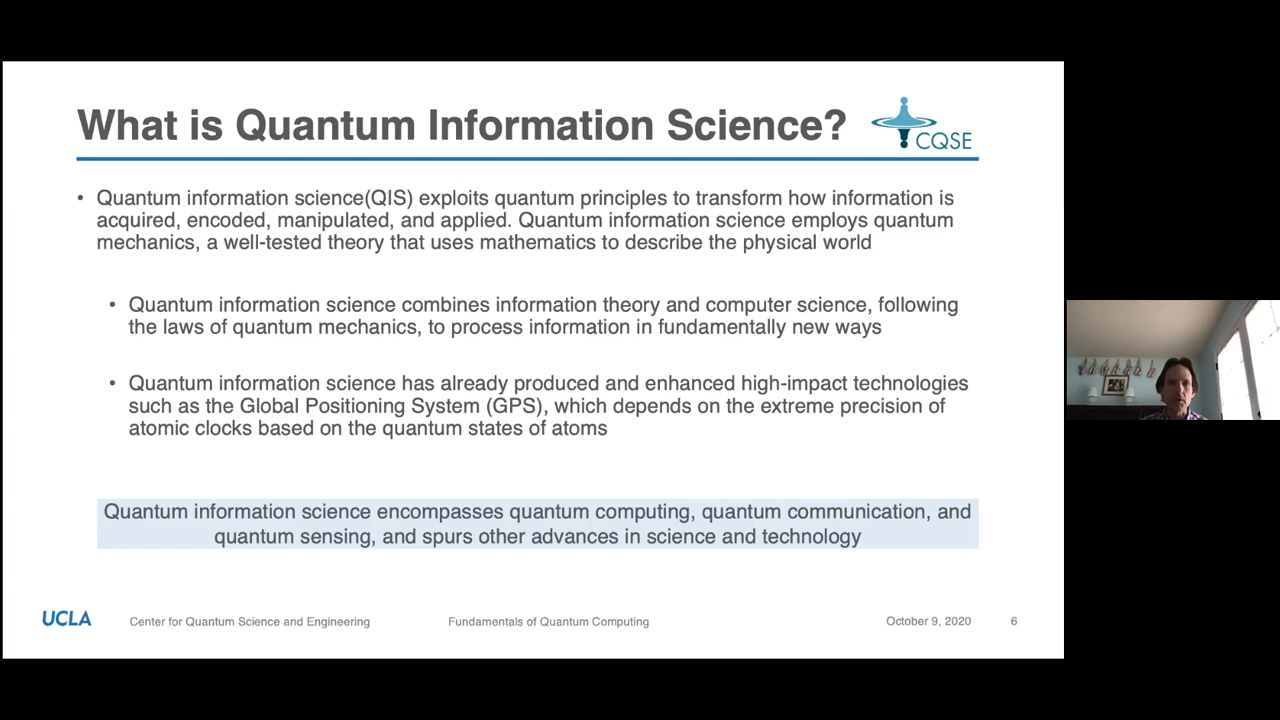 What is Quantum Information Science?
CQSE
• Quantum information science(QIS) exploits quantum principles to transform how information is
acquired, encoded, manipulated, and applied. Quantum information science employs quantum
mechanics, a well-tested theory that uses mathematics to describe the physical world
• Quantum information science combines information theory and computer science, following
the laws of quantum mechanics, to process information in fundamentally new ways
• Quantum information science has already produced and enhanced high-impact technologies
such as the Global Positioning System (GPS), which depends on the extreme precision of
atomic clocks based on the quantum states of atoms
Quantum information science encompasses quantum computing, quantum communication, and
quantum sensing, and spurs other advances in science and technology
UCLA Center for Quantum Science and Engineering Fundamentals of Quantum Computing October 9, 2020 6